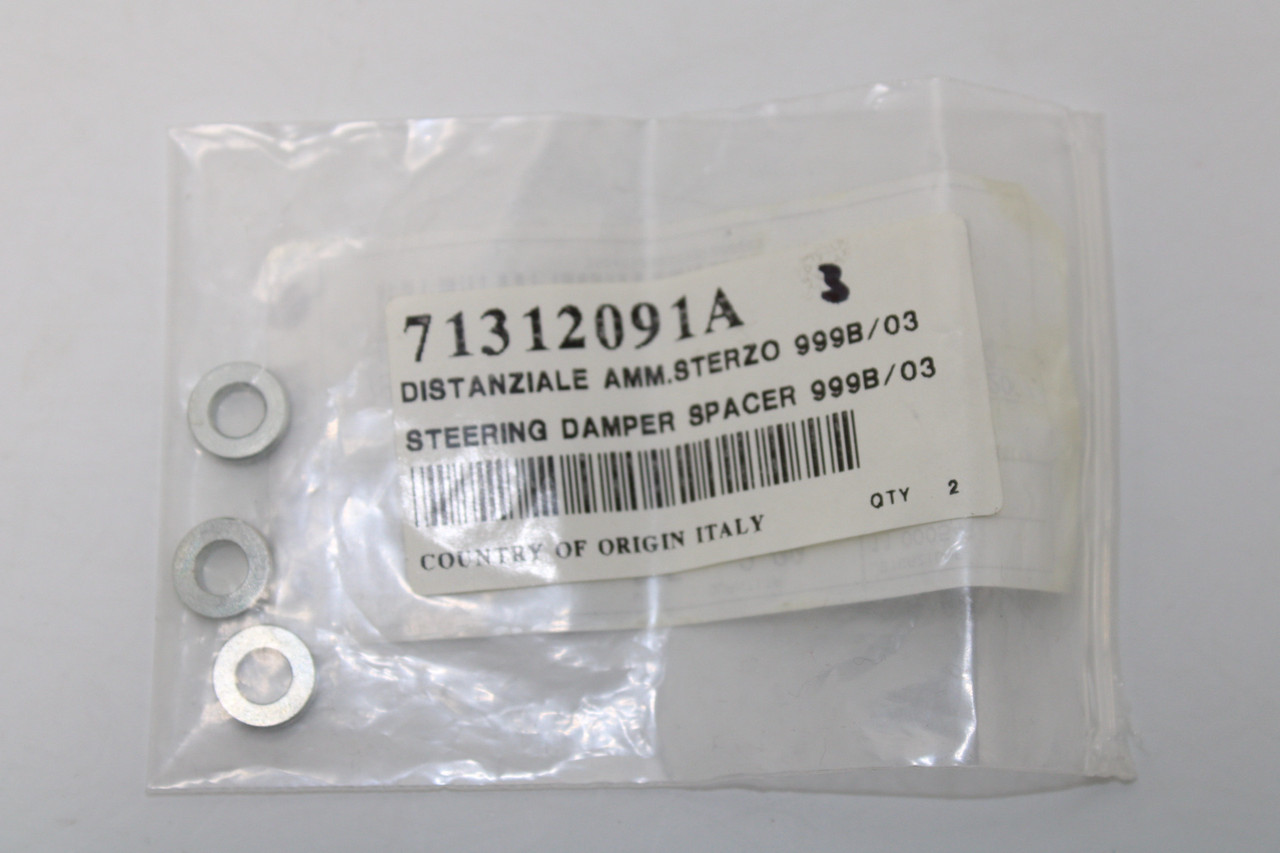 71312091A 3
DISTANZIALE AMM.STERZO 999B/03
STEERING DAMPER SPACER 999B/03
QTY 2
COUNTRY OF ORIGIN ITALY